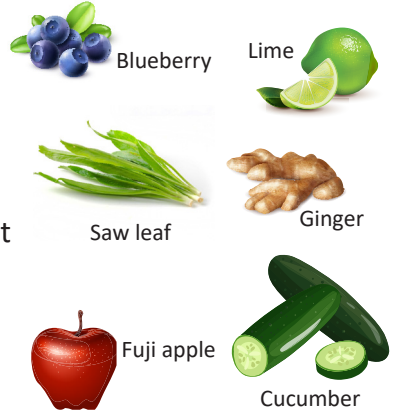 Blueberry
Lime
Saw leaf
Ginger
t
Fuji apple
Cucumber